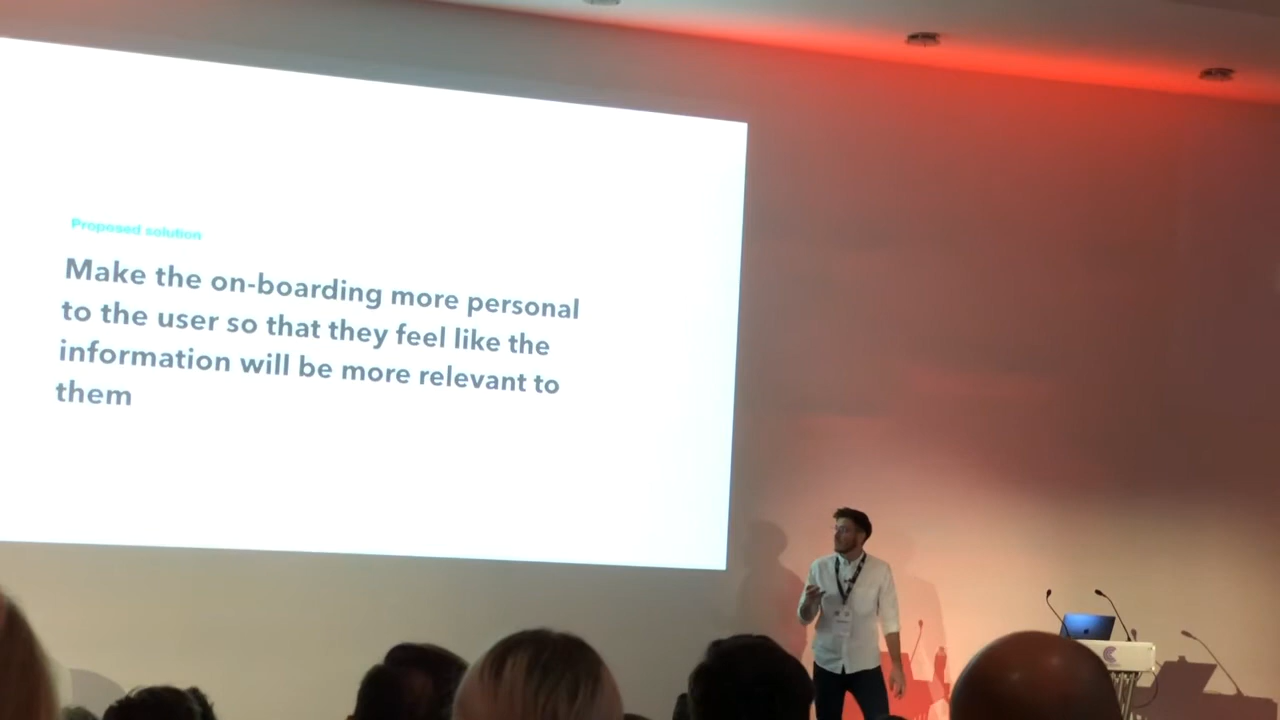 Proposed solution
Make the on-boarding more personal
to the user so that they feel like the
information will be more relevant to
them